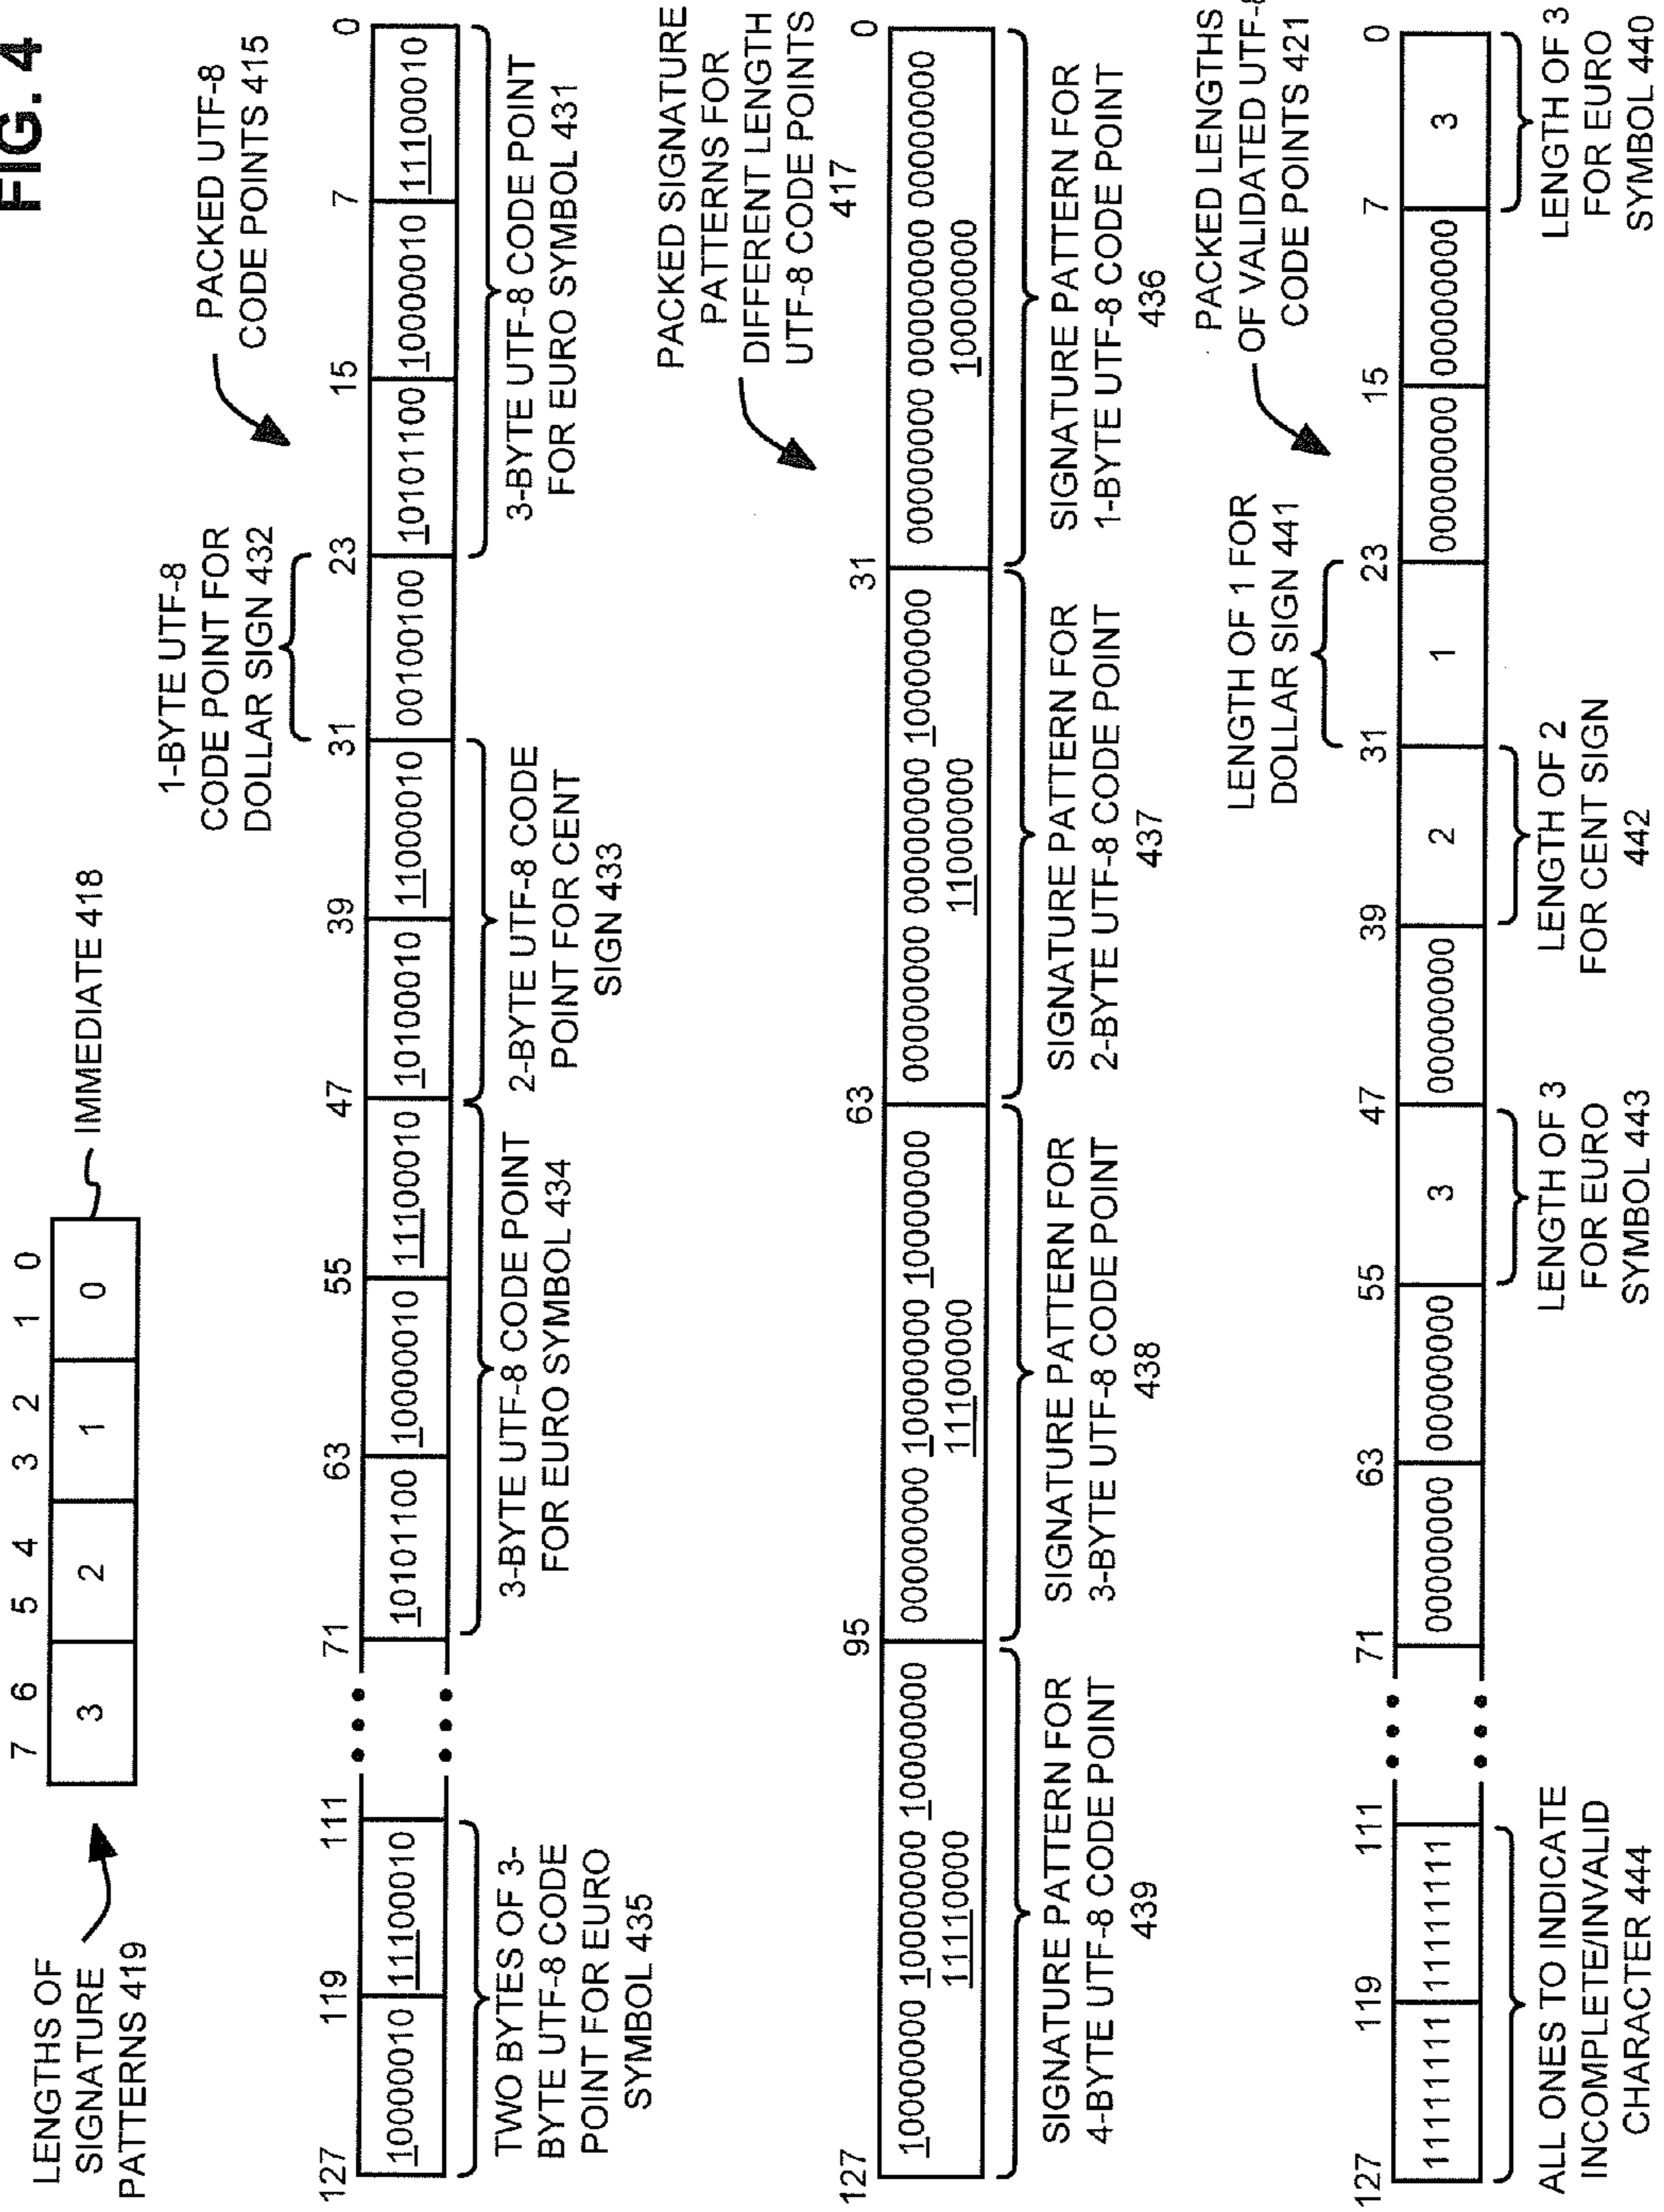 FIG. 4
LENGTHS OF
SIGNATURE
PATTERNS 419
7 6 5 4 3 2 1 0
3 2 1 0
IMMEDIATE 418
1-BYTE UTF-8
CODE POINT FOR
DOLLAR SIGN 432
PACKED UTF-8
CODE POINTS 415
127 119 111 71 63 55 47 39 31 23 15 7 0
10000010 11100010 10101100 10000010 11100010 10100010 11000010 00100100 10101100 10000010 11100010
TWO BYTES OF 3-
BYTE UTF-8 CODE
POINT FOR EURO
SYMBOL 435
3-BYTE UTF-8 CODE POINT
FOR EURO SYMBOL 434
2-BYTE UTF-8 CODE
POINT FOR CENT
SIGN 433
3-BYTE UTF-8 CODE POINT
FOR EURO SYMBOL 431
PACKED SIGNATURE
PATTERNS FOR
DIFFERENT LENGTH
UTF-8 CODE POINTS
417
127 95 63 31 0
10000000 10000000 10000000
11110000
00000000 10000000 10000000
11100000
00000000 00000000 10000000
11000000
00000000 00000000 00000000
10000000
SIGNATURE PATTERN FOR
4-BYTE UTF-8 CODE POINT
439
SIGNATURE PATTERN FOR
3-BYTE UTF-8 CODE POINT
438
SIGNATURE PATTERN FOR
2-BYTE UTF-8 CODE POINT
437
SIGNATURE PATTERN FOR
1-BYTE UTF-8 CODE POINT
436
LENGTH OF 1 FOR
DOLLAR SIGN 441
PACKED LENGTHS
OF VALIDATED UTF-8
CODE POINTS 421
127 119 111 71 63 55 47 39 31 23 15 7 0
11111111 11111111 00000000 00000000 3 00000000 2 1 00000000 00000000 3
ALL ONES TO INDICATE
INCOMPLETE/INVALID
CHARACTER 444
LENGTH OF 3
FOR EURO
SYMBOL 443
LENGTH OF 2
FOR CENT SIGN
442
LENGTH OF 3
FOR EURO
SYMBOL 440